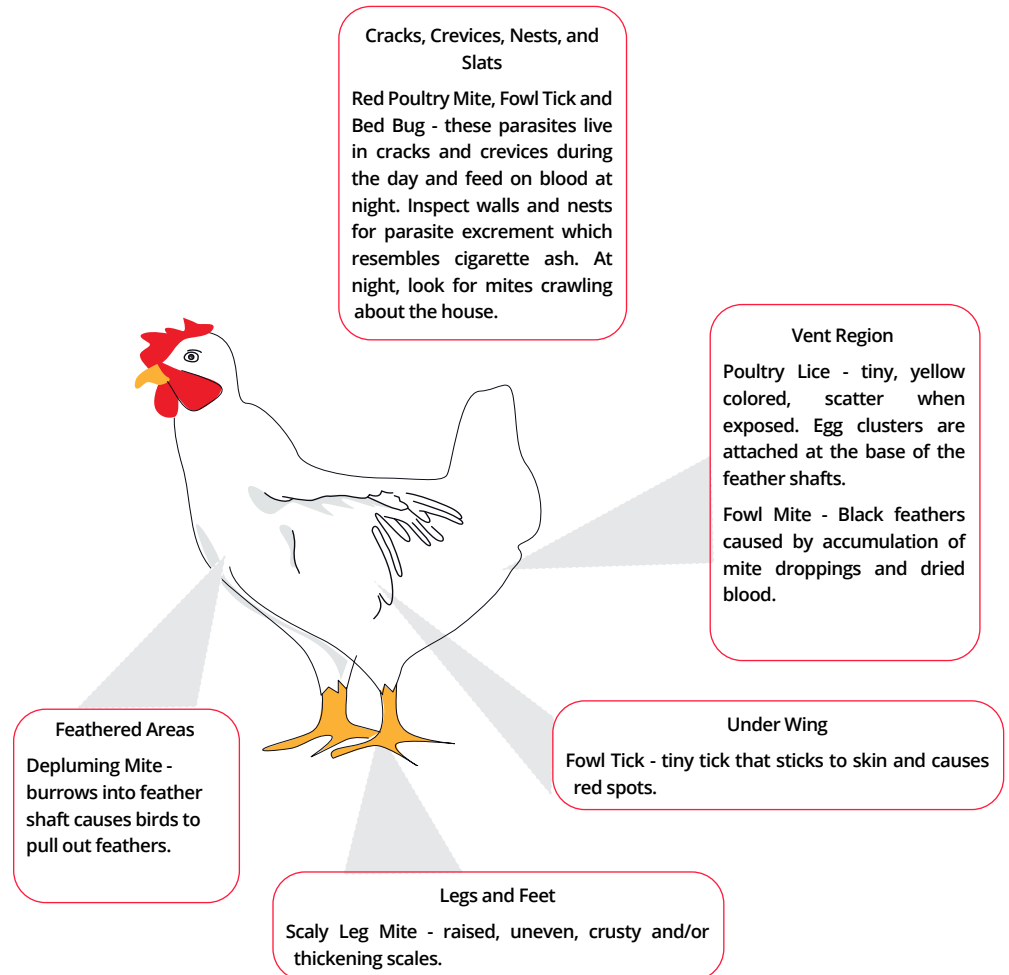 Cracks, Crevices, Nests, and
Slats
Red Poultry Mite, Fowl Tick and
Bed Bug - these parasites live
in cracks and crevices during
the day and feed on blood at
night. Inspect walls and nests
for parasite excrement which
resembles cigarette ash. At
night, look for mites crawling
about the house.
Vent Region
Poultry Lice - tiny, yellow
colored, scatter when
exposed. Egg clusters are
attached at the base of the
feather shafts.
Fowl Mite - Black feathers
caused by accumulation of
mite droppings and dried
blood.
Feathered Areas
Depluming Mite -
burrows into feather
shaft causes birds to
pull out feathers.
Under Wing
Fowl Tick - tiny tick that sticks to skin and causes
red spots.
Legs and Feet
Scaly Leg Mite - raised, uneven, crusty and/or
thickening scales.